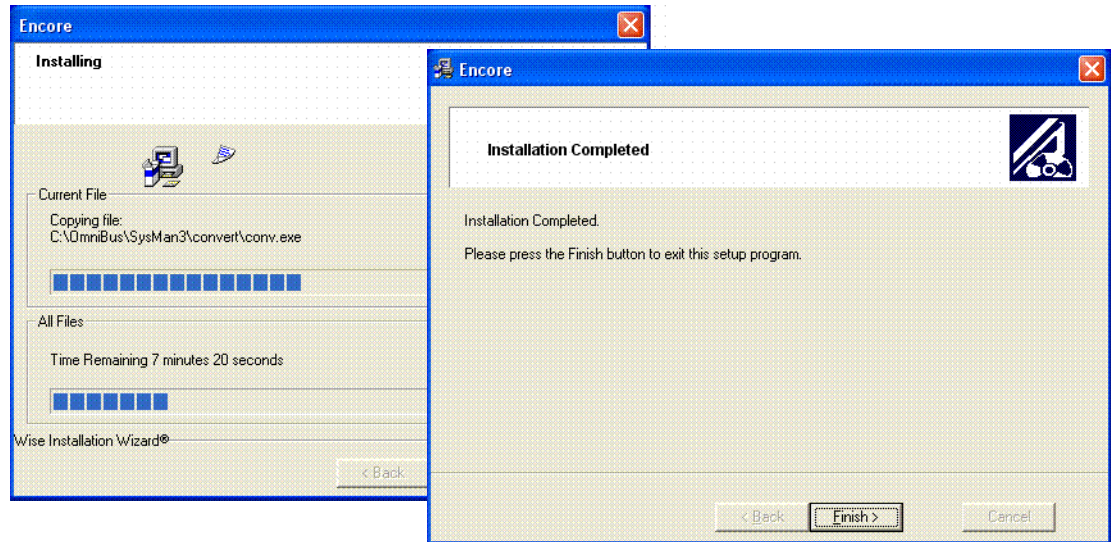 Encore
Installing
Current File
Copying file:
C:\OmniBus\SysMan3\convert\conv.exe
All Files
Time Remaining 7 minutes 20 seconds
Wise Installation Wizard®
< Back
Encore
Installation Completed
Installation Completed.
Please press the Finish button to exit this setup program.
< Back
Finish >
Cancel